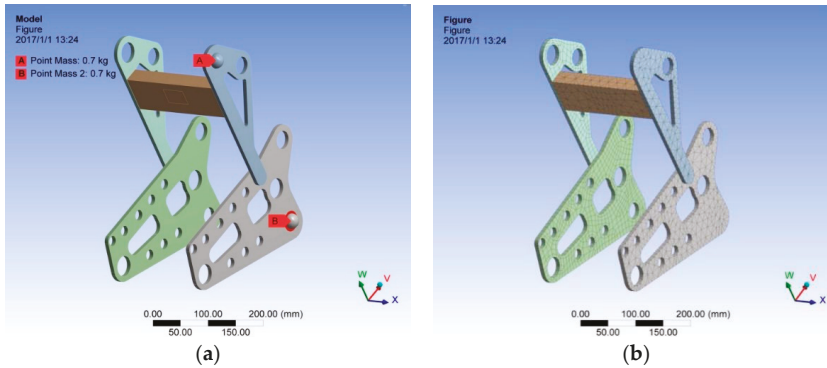 Model
Figure
2017/1/1 13:24
A Point Mass: 0.7 kg
B Point Mass 2: 0.7 kg
A
B
W
V
X
0.00 100.00 200.00 (mm)
50.00 150.00
(a)
Figure
Figure
2017/1/1 13:24
W
V
X
0.00 100.00 200.00 (mm)
50.00 150.00
(b)